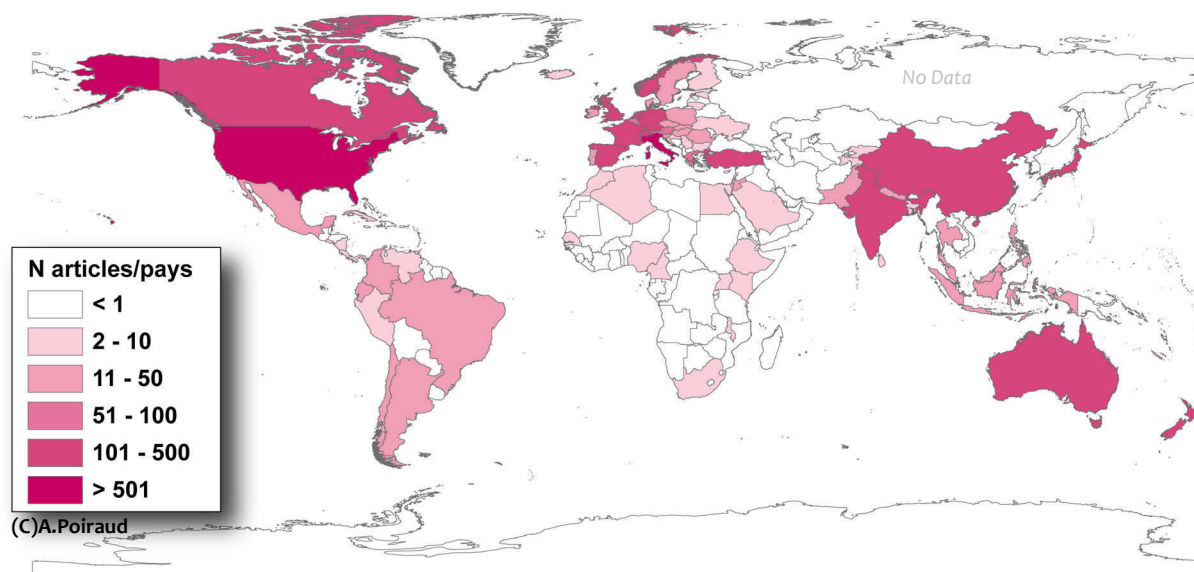 No Data
N articles/pays
< 1
2 - 10
11 - 50
51 - 100
101 - 500
> 501
(C)A.Poiraud